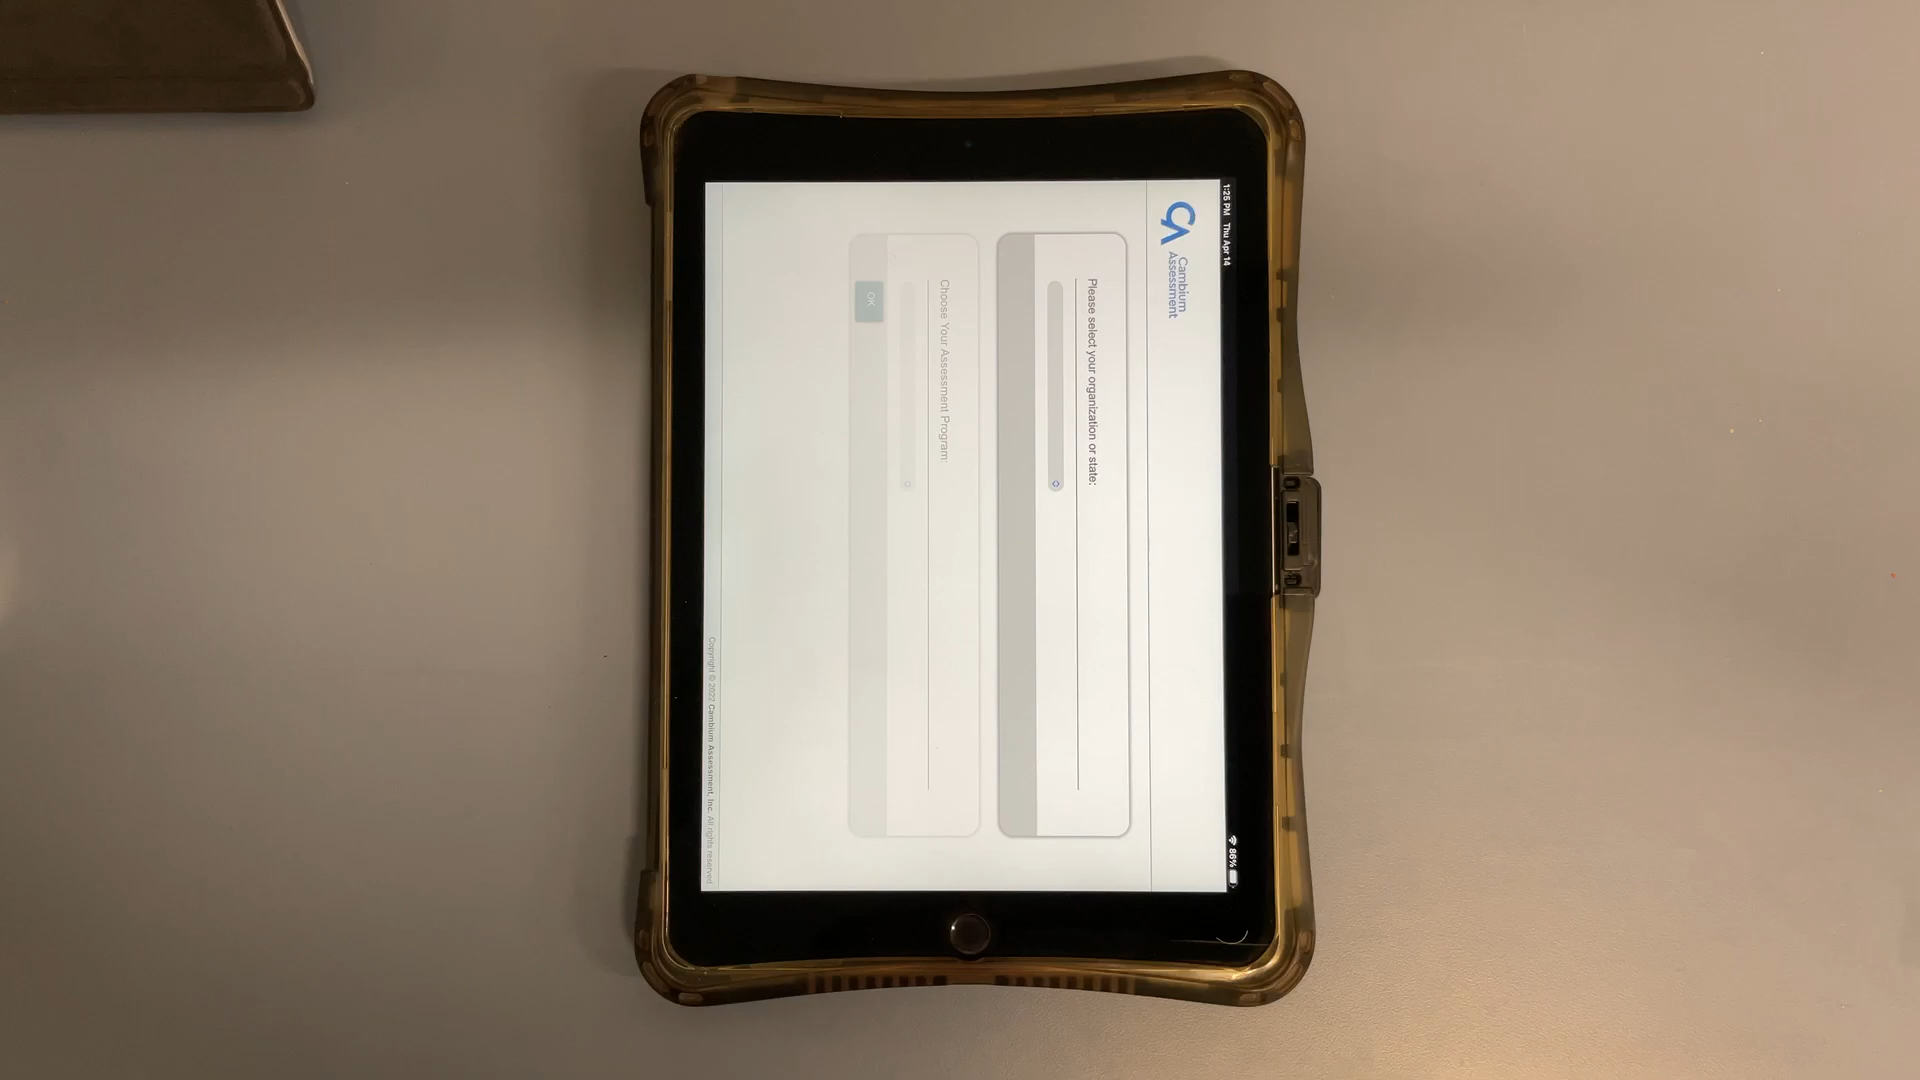 1:25 PM Thu Apr 14
86%
Cambium
Assessment
Please select your organization or state:
Choose Your Assessment Program:
OK
Copyright © 2022 Cambium Assessment, Inc. All rights reserved